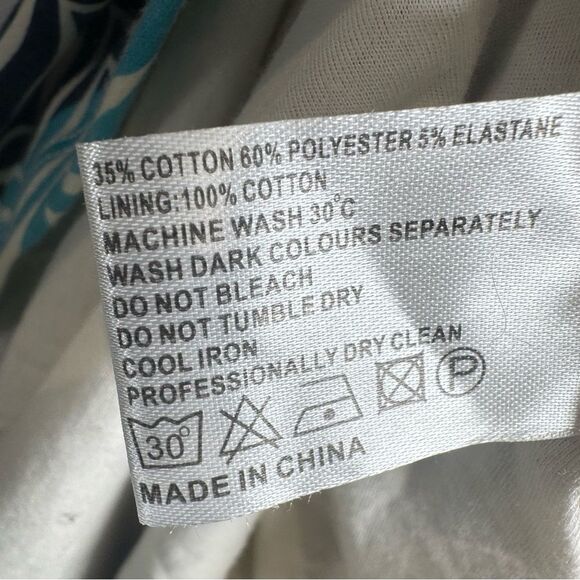 35% COTTON 60% POLYESTER 5% ELASTANE
LINING:100% COTTON
MACHINE WASH 30°C
WASH DARK COLOURS SEPARATELY
DO NOT BLEACH
DO NOT TUMBLE DRY
COOL IRON
PROFESSIONALLY DRY CLEAN
30° P
MADE IN CHINA